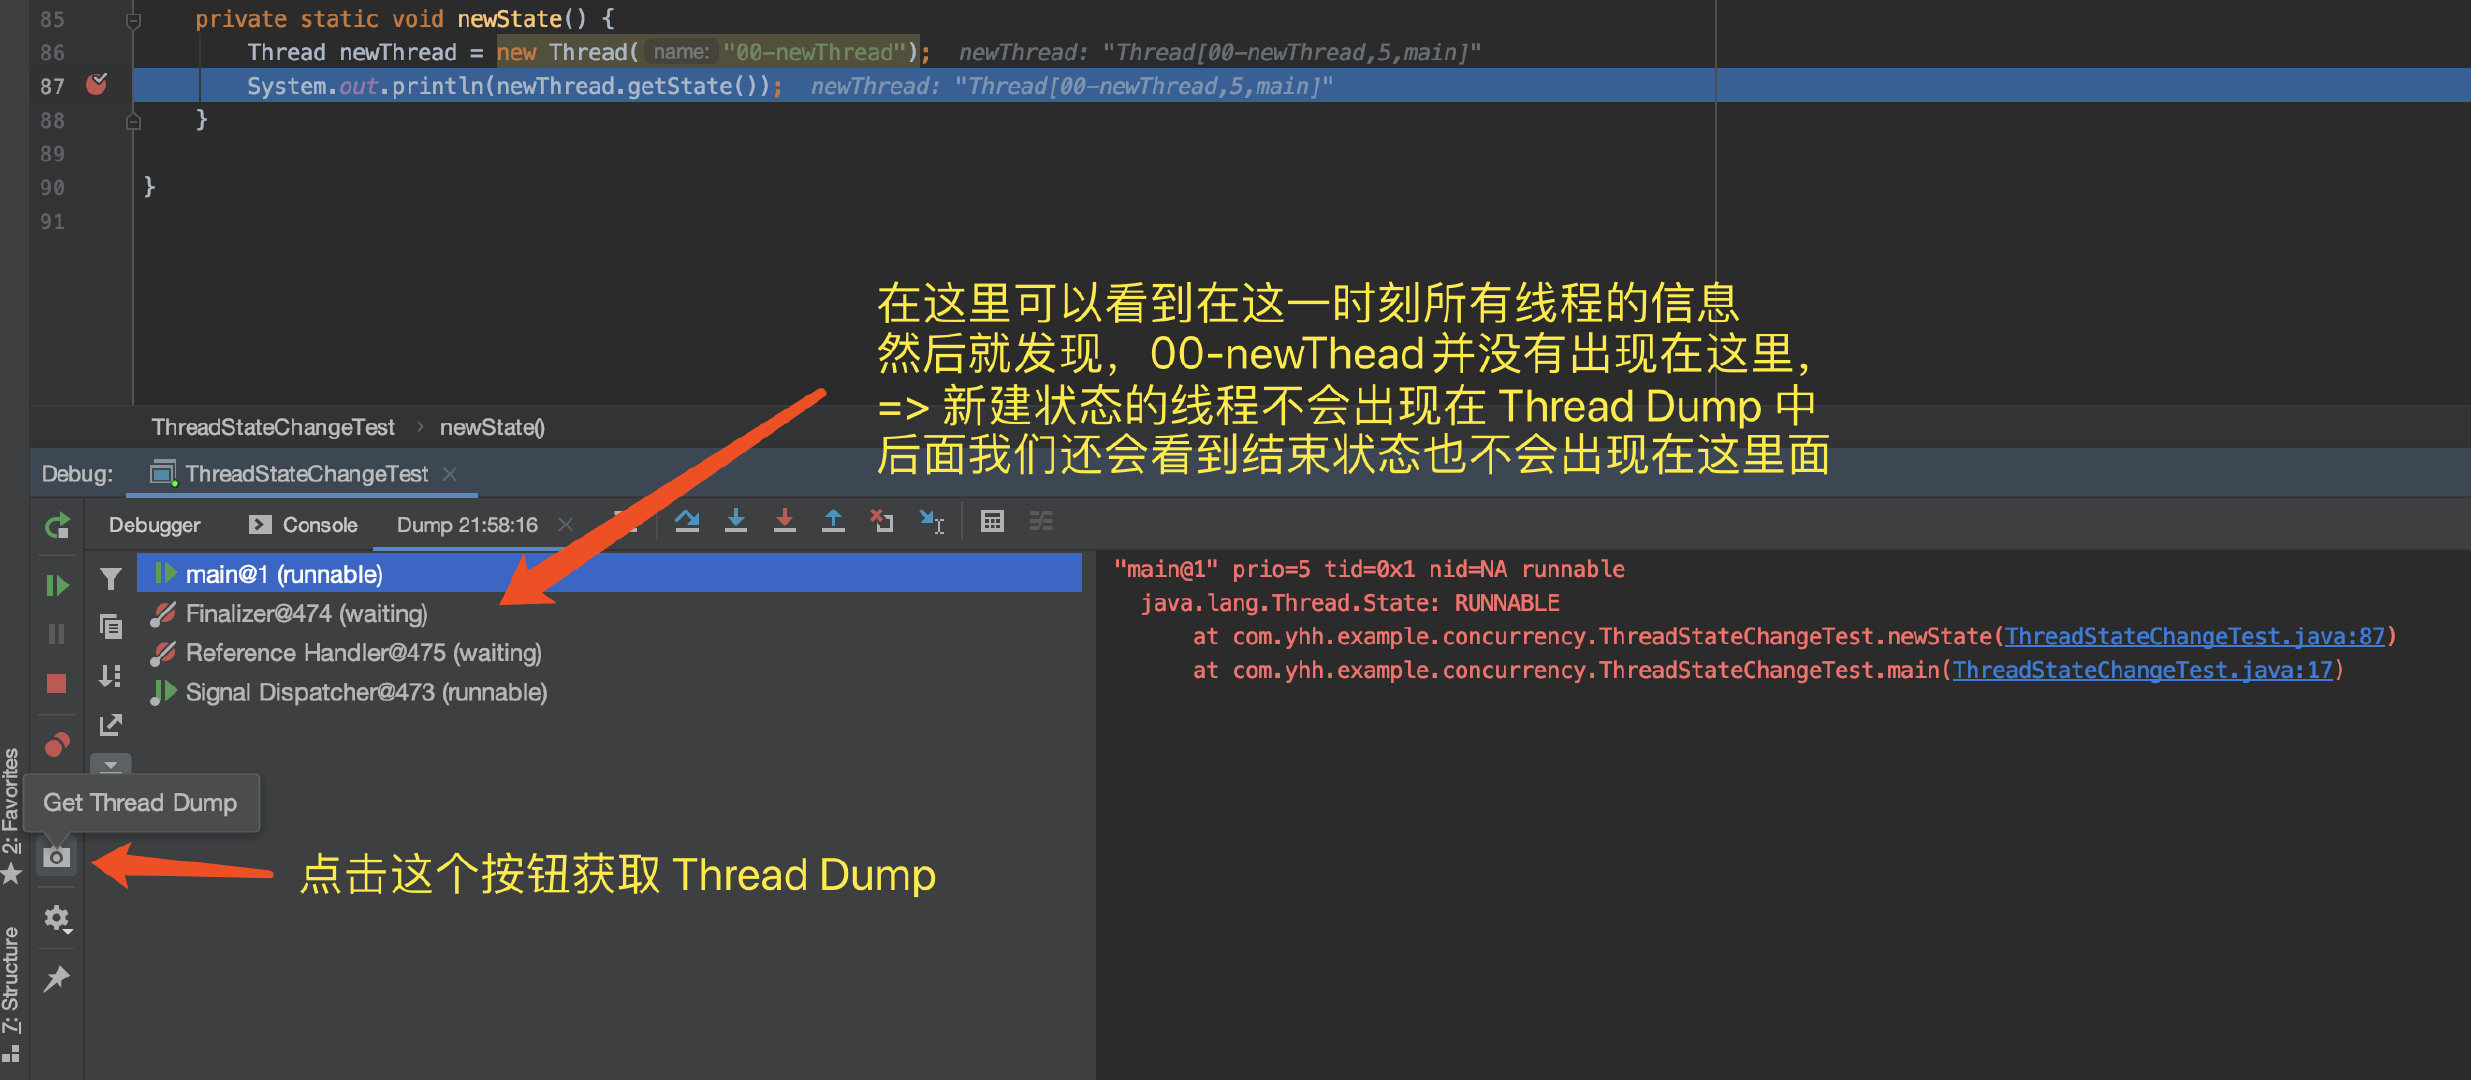 85 private static void newState() {
86 Thread newThread = new Thread( name: "00-newThread"); newThread: "Thread[00-newThread,5,main]"
87 System.out.println(newThread.getState()); newThread: "Thread[00-newThread,5,main]"
88 }
89
90 }
91
在这里可以看到在这一时刻所有线程的信息
然后就发现，00-newThead并没有出现在这里，
=> 新建状态的线程不会出现在 Thread Dump 中
后面我们还会看到结束状态也不会出现在这里面
ThreadStateChangeTest › newState()
Debug: ThreadStateChangeTest
Debugger Console Dump 21:58:16
main@1 (runnable)
Finalizer@474 (waiting)
Reference Handler@475 (waiting)
Signal Dispatcher@473 (runnable)
"main@1" prio=5 tid=0x1 nid=NA runnable
java.lang.Thread.State: RUNNABLE
at com.yhh.example.concurrency.ThreadStateChangeTest.newState(ThreadStateChangeTest.java:87)
at com.yhh.example.concurrency.ThreadStateChangeTest.main(ThreadStateChangeTest.java:17)
Get Thread Dump
点击这个按钮获取 Thread Dump
2: Favorites
7: Structure